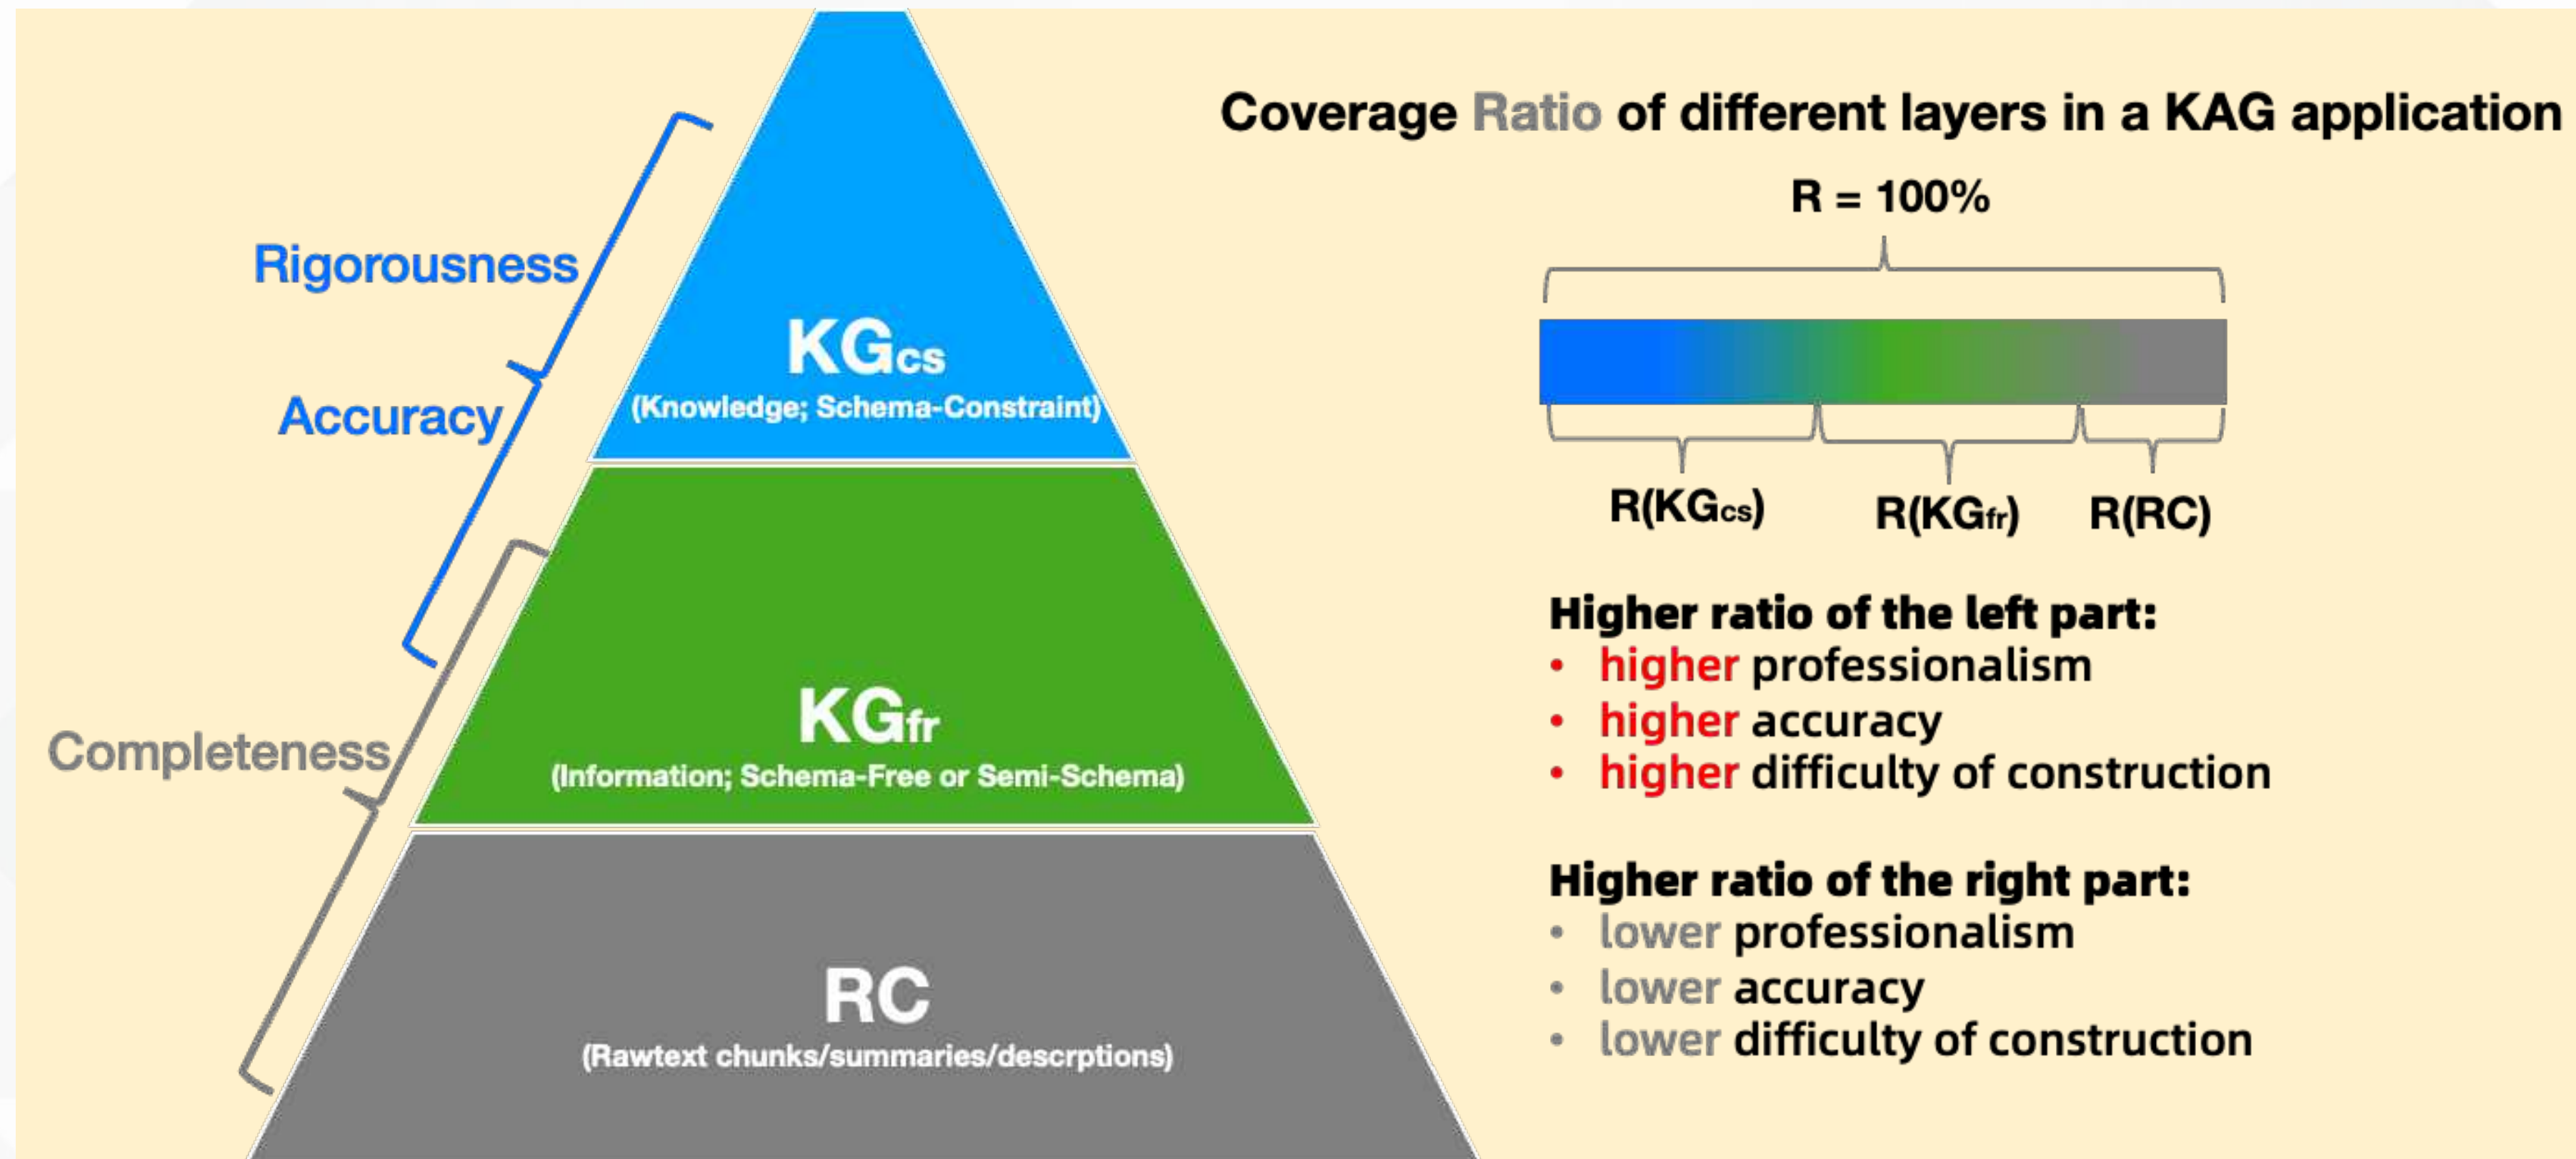 Coverage Ratio of different layers in a KAG application
R = 100%
Rigorousness
Accuracy
Completeness
KGcs
(Knowledge; Schema-Constraint)
KGfr
(Information; Schema-Free or Semi-Schema)
RC
(Rawtext chunks/summaries/descrptions)
R(KGcs)
R(KGfr)
R(RC)
Higher ratio of the left part:
• higher professionalism
• higher accuracy
• higher difficulty of construction
Higher ratio of the right part:
• lower professionalism
• lower accuracy
• lower difficulty of construction